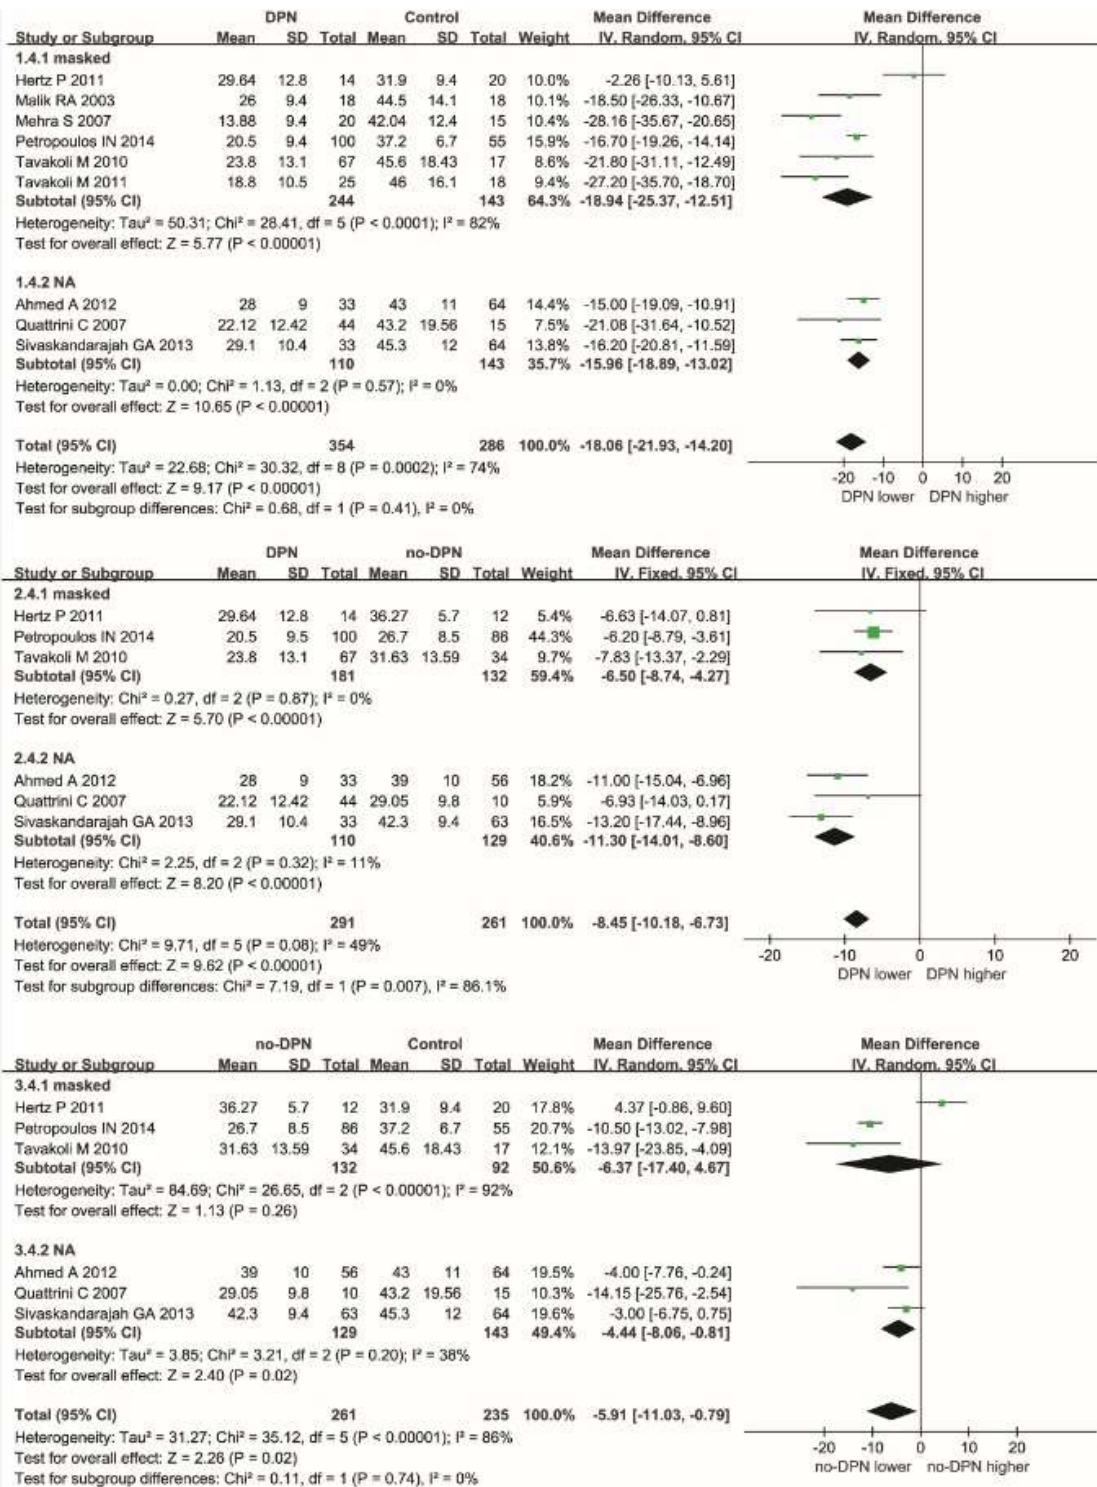 DPN Control Mean Difference Mean Difference
Study or Subgroup Mean SD Total Mean SD Total Weight IV. Random. 95% CI IV. Random. 95% CI
1.4.1 masked
Hertz P 2011 29.64 12.8 14 31.9 9.4 20 10.0% -2.26 [-10.13, 5.61]
Malik RA 2003 26 9.4 18 44.5 14.1 18 10.1% -18.50 [-26.33, -10.67]
Mehra S 2007 13.88 9.4 20 42.04 12.4 15 10.4% -28.16 [-35.67, -20.65]
Petropoulos IN 2014 20.5 9.4 100 37.2 6.7 55 15.9% -16.70 [-19.26, -14.14]
Tavakoli M 2010 23.8 13.1 67 45.6 18.43 17 8.6% -21.80 [-31.11, -12.49]
Tavakoli M 2011 18.8 10.5 25 46 16.1 18 9.4% -27.20 [-35.70, -18.70]
Subtotal (95% CI) 244 143 64.3% -18.94 [-25.37, -12.51]
Heterogeneity: Tau² = 50.31; Chi² = 28.41, df = 5 (P < 0.0001); I² = 82%
Test for overall effect: Z = 5.77 (P < 0.00001)
1.4.2 NA
Ahmed A 2012 28 9 33 43 11 64 14.4% -15.00 [-19.09, -10.91]
Quattrini C 2007 22.12 12.42 44 43.2 19.56 15 7.5% -21.08 [-31.64, -10.52]
Sivaskandarajah GA 2013 29.1 10.4 33 45.3 12 64 13.8% -16.20 [-20.81, -11.59]
Subtotal (95% CI) 110 143 35.7% -15.96 [-18.89, -13.02]
Heterogeneity: Tau² = 0.00; Chi² = 1.13, df = 2 (P = 0.57); I² = 0%
Test for overall effect: Z = 10.65 (P < 0.00001)
Total (95% CI) 354 286 100.0% -18.06 [-21.93, -14.20]
Heterogeneity: Tau² = 22.68; Chi² = 30.32, df = 8 (P = 0.0002); I² = 74%
Test for overall effect: Z = 9.17 (P < 0.00001)
Test for subgroup differences: Chi² = 0.68, df = 1 (P = 0.41), I² = 0%
-20 -10 0 10 20
DPN lower DPN higher
DPN no-DPN Mean Difference Mean Difference
Study or Subgroup Mean SD Total Mean SD Total Weight IV. Fixed. 95% CI IV. Fixed. 95% CI
2.4.1 masked
Hertz P 2011 29.64 12.8 14 36.27 5.7 12 5.4% -6.63 [-14.07, 0.81]
Petropoulos IN 2014 20.5 9.5 100 26.7 8.5 86 44.3% -6.20 [-8.79, -3.61]
Tavakoli M 2010 23.8 13.1 67 31.63 13.59 34 9.7% -7.83 [-13.37, -2.29]
Subtotal (95% CI) 181 132 59.4% -6.50 [-8.74, -4.27]
Heterogeneity: Chi² = 0.27, df = 2 (P = 0.87); I² = 0%
Test for overall effect: Z = 5.70 (P < 0.00001)
2.4.2 NA
Ahmed A 2012 28 9 33 39 10 56 18.2% -11.00 [-15.04, -6.96]
Quattrini C 2007 22.12 12.42 44 29.05 9.8 10 5.9% -6.93 [-14.03, 0.17]
Sivaskandarajah GA 2013 29.1 10.4 33 42.3 9.4 63 16.5% -13.20 [-17.44, -8.96]
Subtotal (95% CI) 110 129 40.6% -11.30 [-14.01, -8.60]
Heterogeneity: Chi² = 2.25, df = 2 (P = 0.32); I² = 11%
Test for overall effect: Z = 8.20 (P < 0.00001)
Total (95% CI) 291 261 100.0% -8.45 [-10.18, -6.73]
Heterogeneity: Chi² = 9.71, df = 5 (P = 0.08); I² = 49%
Test for overall effect: Z = 9.62 (P < 0.00001)
Test for subgroup differences: Chi² = 7.19, df = 1 (P = 0.007), I² = 86.1%
-20 -10 0 10 20
DPN lower DPN higher
no-DPN Control Mean Difference Mean Difference
Study or Subgroup Mean SD Total Mean SD Total Weight IV. Random. 95% CI IV. Random. 95% CI
3.4.1 masked
Hertz P 2011 36.27 5.7 12 31.9 9.4 20 17.8% 4.37 [-0.86, 9.60]
Petropoulos IN 2014 26.7 8.5 86 37.2 6.7 55 20.7% -10.50 [-13.02, -7.98]
Tavakoli M 2010 31.63 13.59 34 45.6 18.43 17 12.1% -13.97 [-23.85, -4.09]
Subtotal (95% CI) 132 92 50.6% -6.37 [-17.40, 4.67]
Heterogeneity: Tau² = 84.69; Chi² = 26.65, df = 2 (P < 0.00001); I² = 92%
Test for overall effect: Z = 1.13 (P = 0.26)
3.4.2 NA
Ahmed A 2012 39 10 56 43 11 64 19.5% -4.00 [-7.76, -0.24]
Quattrini C 2007 29.05 9.8 10 43.2 19.56 15 10.3% -14.15 [-25.76, -2.54]
Sivaskandarajah GA 2013 42.3 9.4 63 45.3 12 64 19.6% -3.00 [-6.75, 0.75]
Subtotal (95% CI) 129 143 49.4% -4.44 [-8.06, -0.81]
Heterogeneity: Tau² = 3.85; Chi² = 3.21, df = 2 (P = 0.20); I² = 38%
Test for overall effect: Z = 2.40 (P = 0.02)
Total (95% CI) 261 235 100.0% -5.91 [-11.03, -0.79]
Heterogeneity: Tau² = 31.27; Chi² = 35.12, df = 5 (P < 0.00001); I² = 86%
Test for overall effect: Z = 2.26 (P = 0.02)
Test for subgroup differences: Chi² = 0.11, df = 1 (P = 0.74), I² = 0%
-20 -10 0 10 20
no-DPN lower no-DPN higher